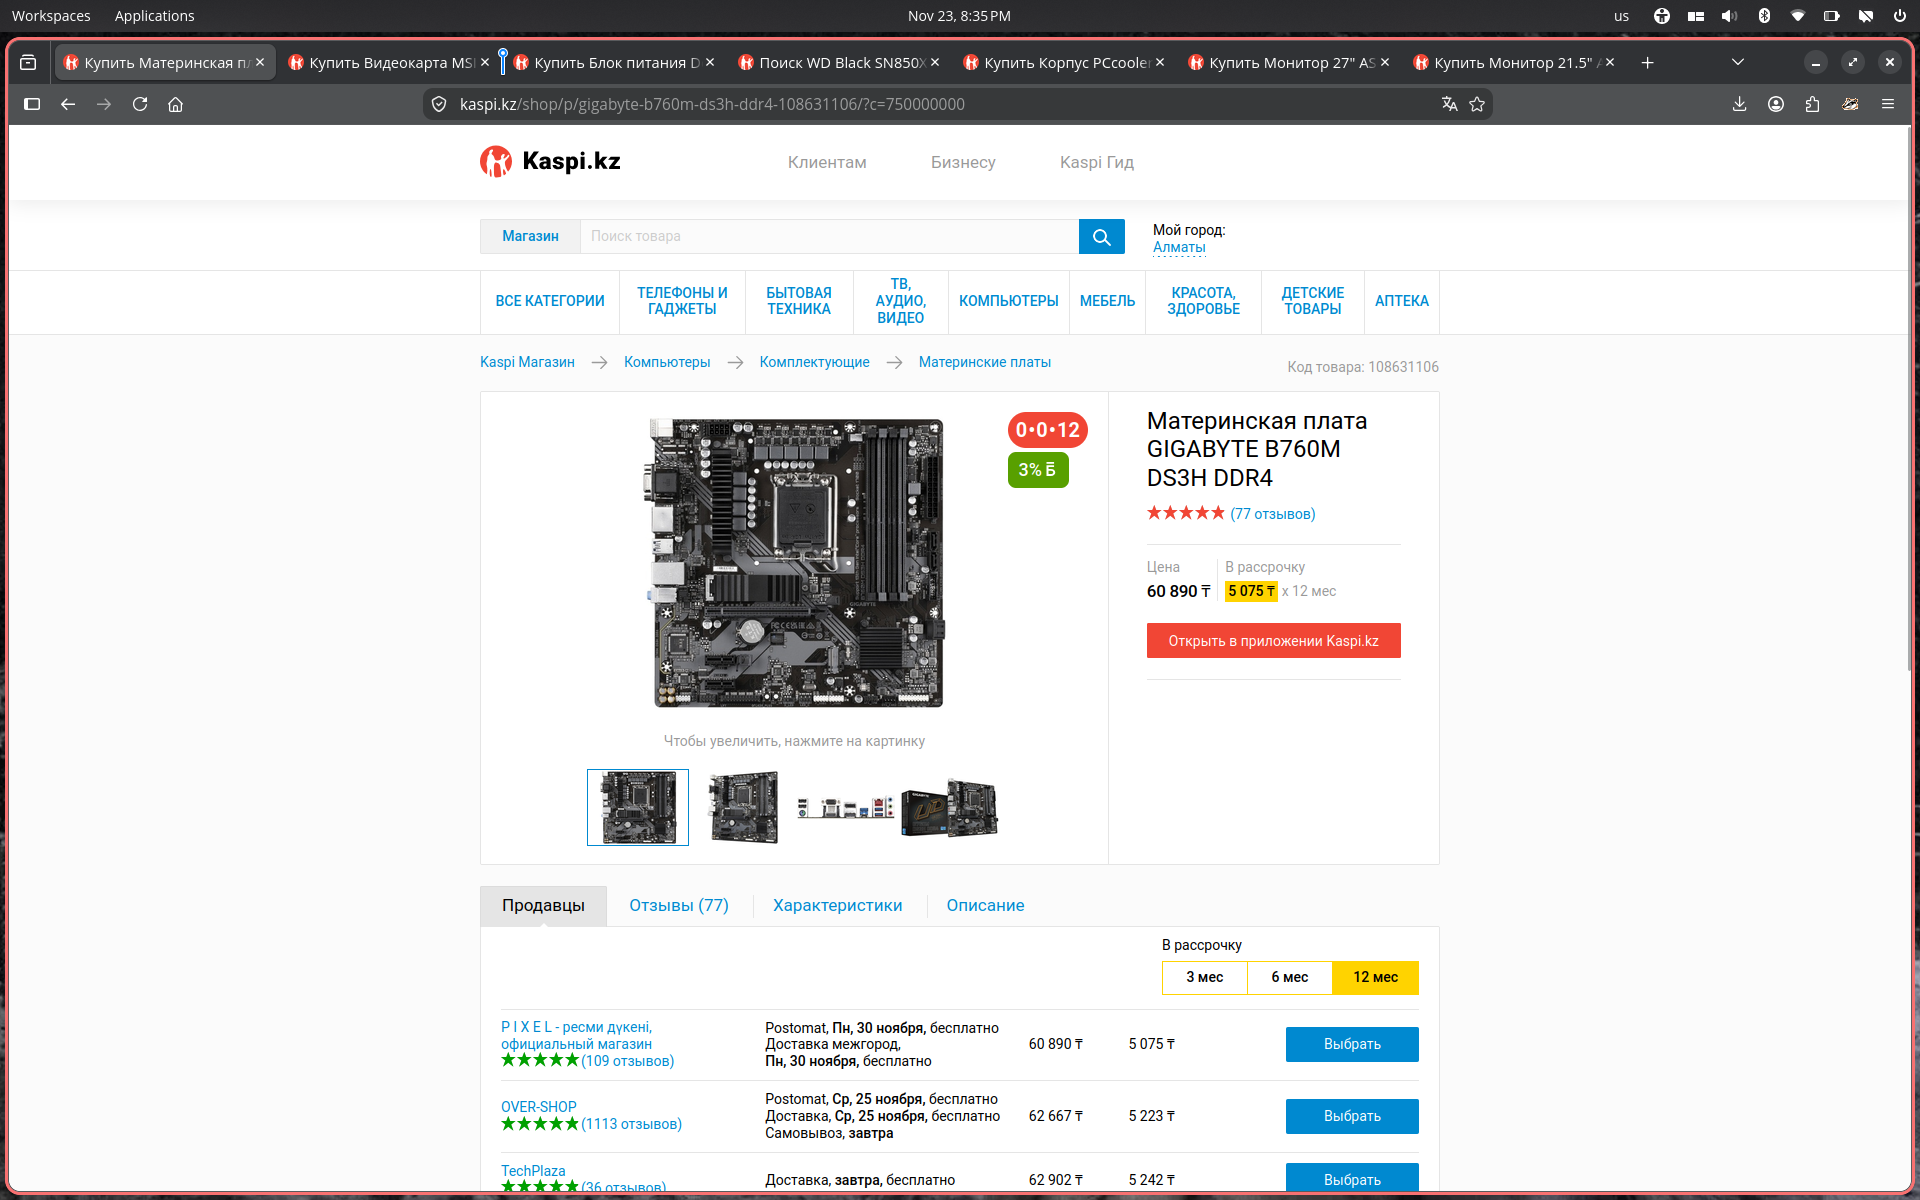 Workspaces Applications Nov 23, 8:35 PM us
Купить Материнская пл Купить Видеокарта MSI Купить Блок питания D Поиск WD Black SN850X Купить Корпус PCcooler Купить Монитор 27" AS Купить Монитор 21.5" A
kaspi.kz/shop/p/gigabyte-b760m-ds3h-ddr4-108631106/?c=750000000
Kaspi.kz Клиентам Бизнесу Kaspi Гид
Магазин Поиск товара
Мой город:
Алматы
ВСЕ КАТЕГОРИИ
ТЕЛЕФОНЫ И
ГАДЖЕТЫ
БЫТОВАЯ
ТЕХНИКА
ТВ,
АУДИО,
ВИДЕО
КОМПЬЮТЕРЫ
МЕБЕЛЬ
КРАСОТА,
ЗДОРОВЬЕ
ДЕТСКИЕ
ТОВАРЫ
АПТЕКА
Kaspi Магазин Компьютеры Комплектующие Материнские платы
Код товара: 108631106
0•0•12
3% Б
Чтобы увеличить, нажмите на картинку
Материнская плата
GIGABYTE B760M
DS3H DDR4
(77 отзывов)
Цена В рассрочку
60 890 ₸ 5 075 ₸ x 12 мес
Открыть в приложении Kaspi.kz
Продавцы Отзывы (77) Характеристики Описание
В рассрочку
3 мес 6 мес 12 мес
P I X E L - ресми дүкені,
официальный магазин
(109 отзывов)
Postomat, Пн, 30 ноября, бесплатно
Доставка межгород,
Пн, 30 ноября, бесплатно
60 890 ₸ 5 075 ₸ Выбрать
OVER-SHOP
(1113 отзывов)
Postomat, Ср, 25 ноября, бесплатно
Доставка, Ср, 25 ноября, бесплатно
Самовывоз, завтра
62 667 ₸ 5 223 ₸ Выбрать
TechPlaza
(36 отзывов)
Доставка, завтра, бесплатно
62 902 ₸ 5 242 ₸ Выбрать